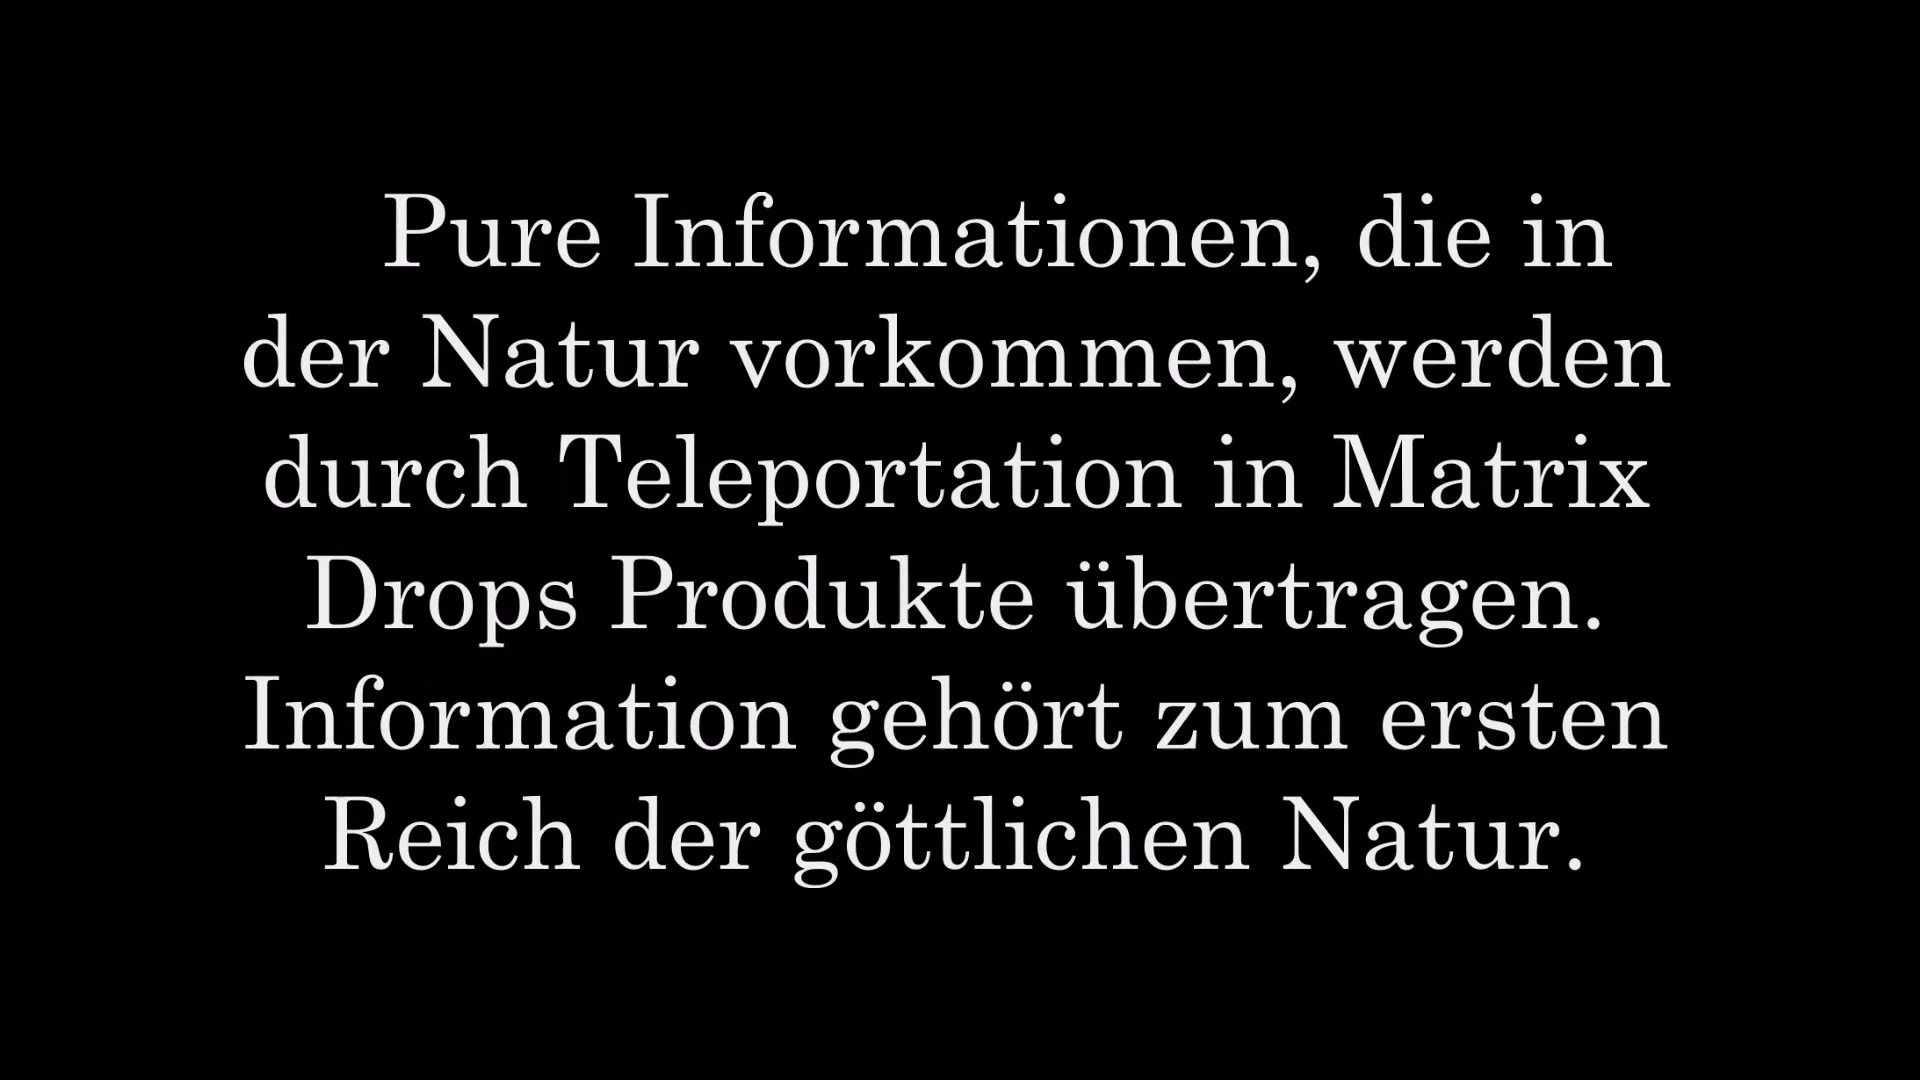 Pure Informationen, die in
der Natur vorkommen, werden
durch Teleportation in Matrix
Drops Produkte übertragen.
Information gehört zum ersten
Reich der göttlichen Natur.